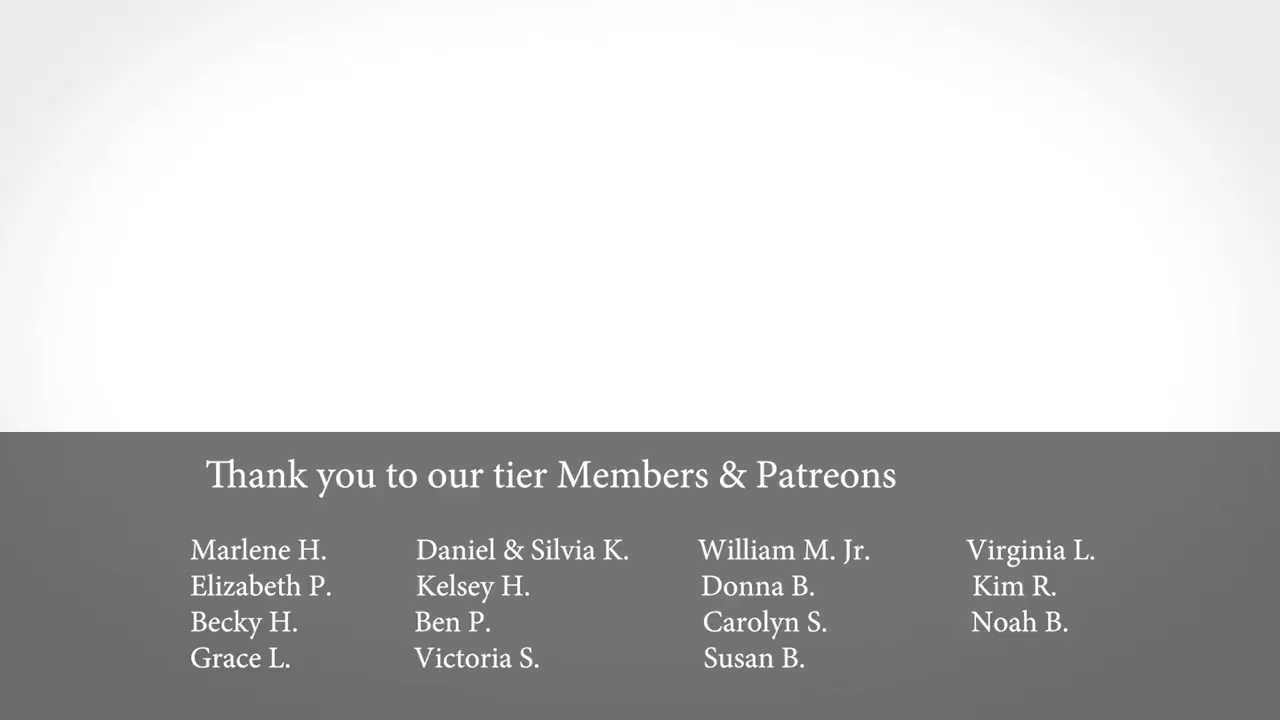 Thank you to our tier Members & Patreons
Marlene H. Daniel & Silvia K. William M. Jr. Virginia L.
Elizabeth P. Kelsey H. Donna B. Kim R.
Becky H. Ben P. Carolyn S. Noah B.
Grace L. Victoria S. Susan B.